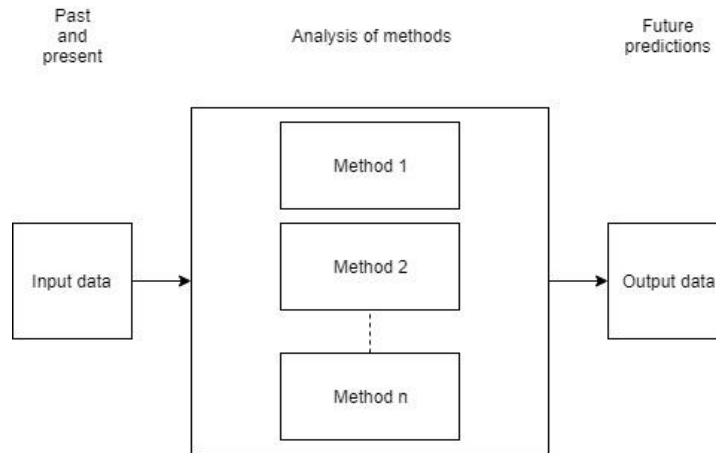 Past
and
present
Analysis of methods
Future
predictions
Method 1
Input data
Method 2
Output data
Method n